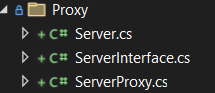 Proxy
C# Server.cs
C# ServerInterface.cs
C# ServerProxy.cs